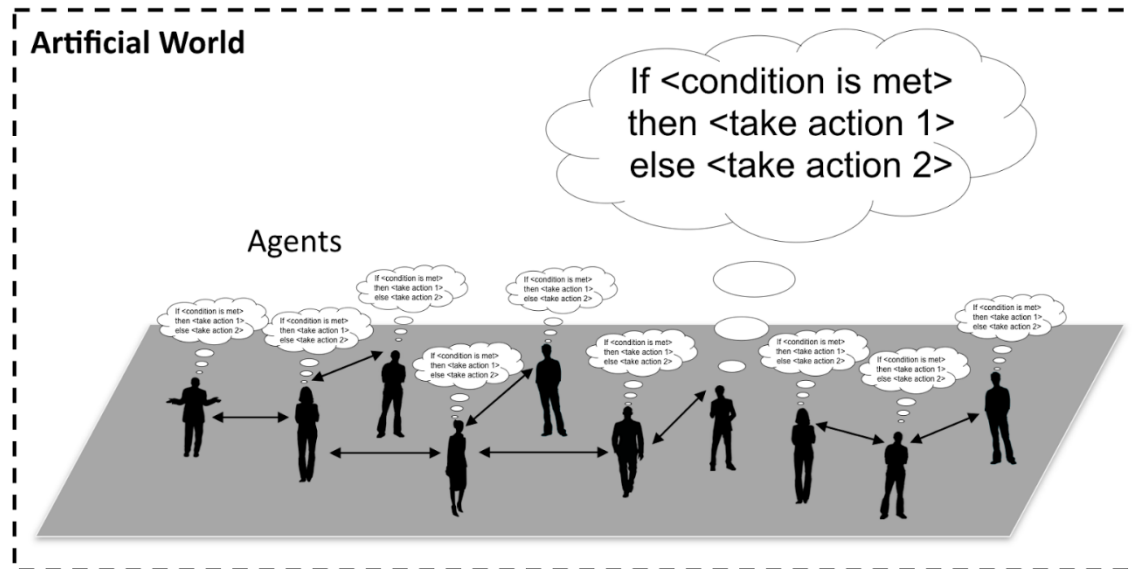 Artificial World
If <condition is met>
then <take action 1>
else <take action 2>
Agents
If <condition is met>
then <take action 1>
else <take action 2>
If <condition is met>
then <take action 1>
else <take action 2>
If <condition is met>
then <take action 1>
else <take action 2>
If <condition is met>
then <take action 1>
else <take action 2>
If <condition is met>
then <take action 1>
else <take action 2>
If <condition is met>
then <take action 1>
else <take action 2>
If <condition is met>
then <take action 1>
else <take action 2>
If <condition is met>
then <take action 1>
else <take action 2>
If <condition is met>
then <take action 1>
else <take action 2>